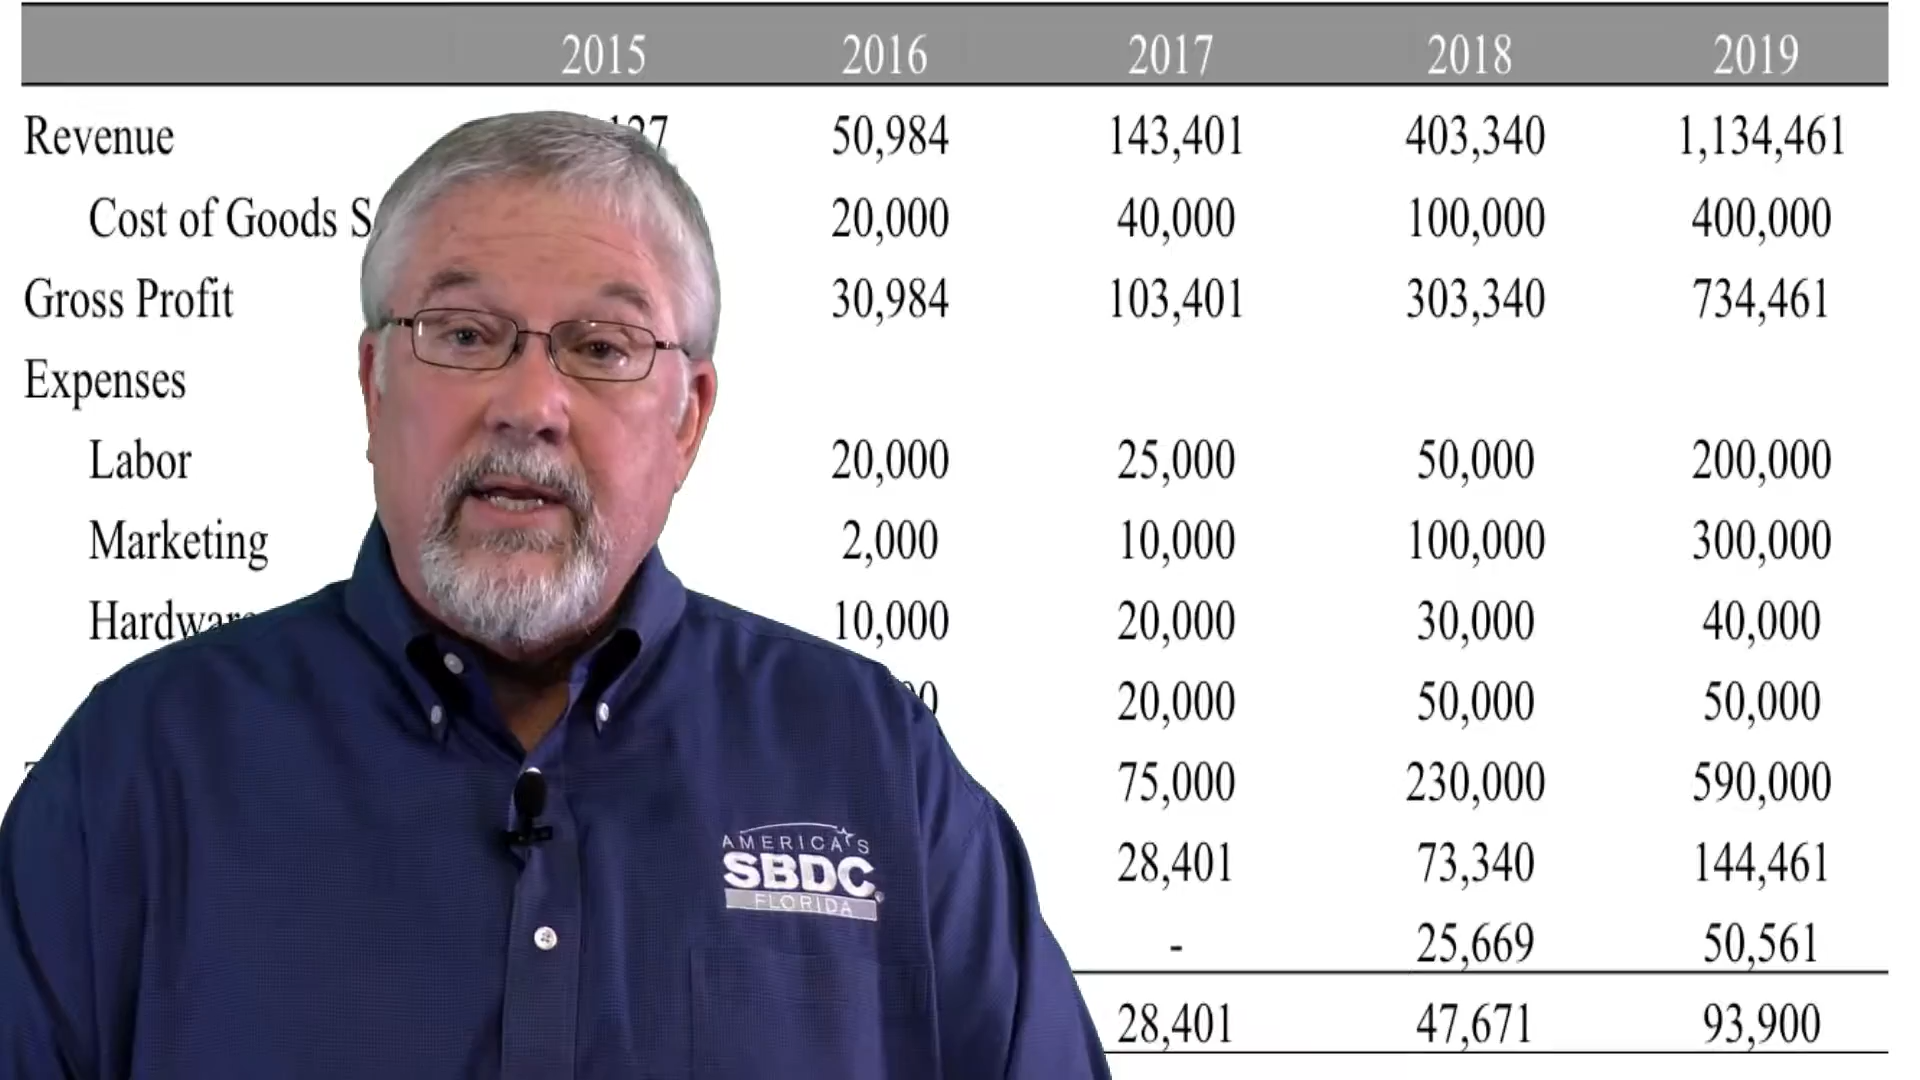 2015 2016 2017 2018 2019
Revenue 127 50,984 143,401 403,340 1,134,461
Cost of Goods S 20,000 40,000 100,000 400,000
Gross Profit 30,984 103,401 303,340 734,461
Expenses
Labor 20,000 25,000 50,000 200,000
Marketing 2,000 10,000 100,000 300,000
Hardware 10,000 20,000 30,000 40,000
20,000 50,000 50,000
75,000 230,000 590,000
28,401 73,340 144,461
- 25,669 50,561
28,401 47,671 93,900
AMERICA'S
SBDC
FLORIDA